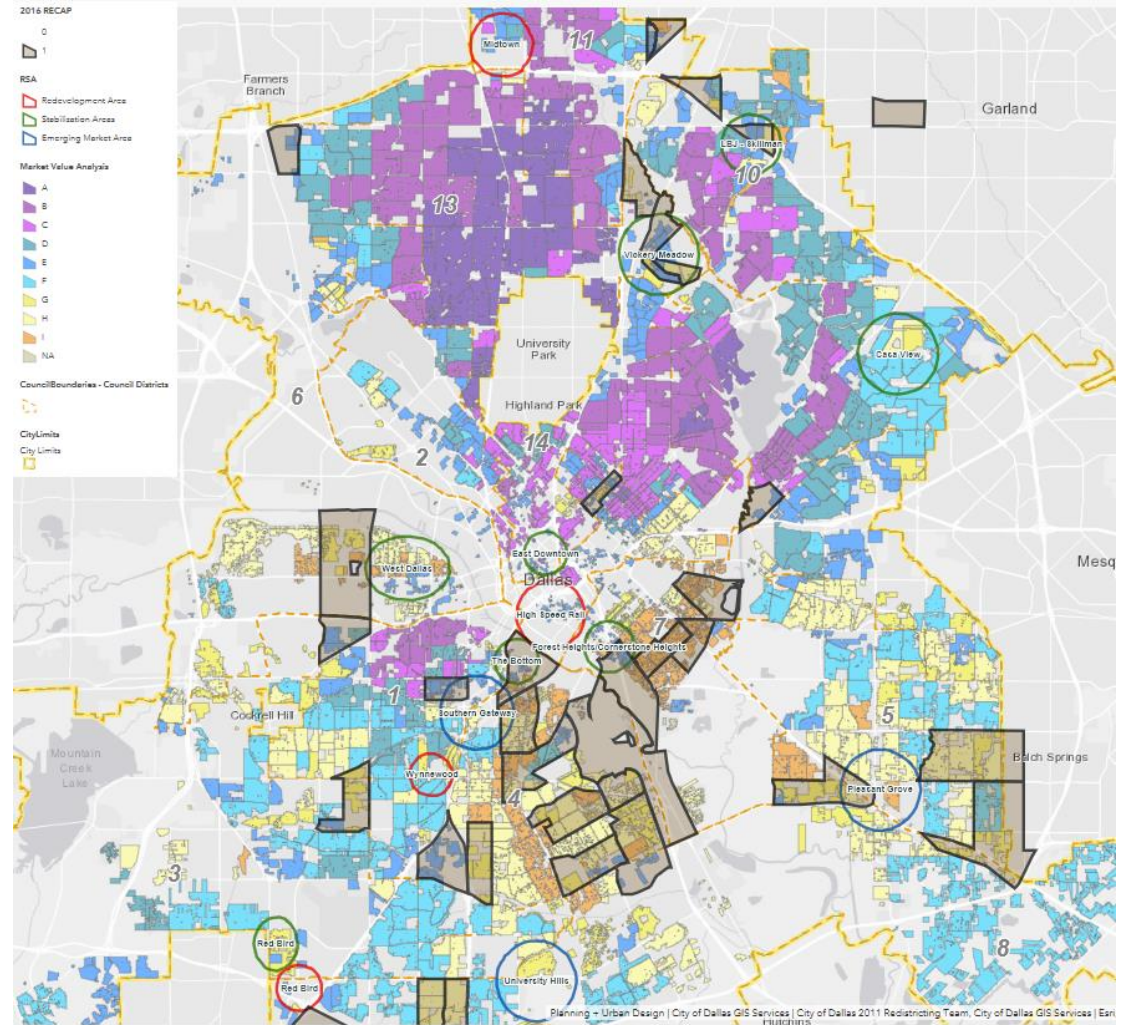 2016 RECAP
0
1
RSA
Redevelopment Area
Stabilization Areas
Emerging Market Area
Market Value Analysis
A
B
C
D
E
F
G
H
I
NA
CouncilBoundaries - Council Districts
CityLimits
City Limits
Midtown
11
Farmers
Branch
Garland
LBJ - Skillman
10
13
Vickery Meadow
University
Park
Casa View
6
Highland Park
14
2
East Downtown
West Dallas
Dallas
Mesq
High Speed Rail
7
Forest Heights/Cornerstone Heights
The Bottom
1
Southern Gateway
Cockrell Hill
5
Mountain
Creek
Lake
Balch Springs
Wynnewood
Pleasant Grove
4
3
Red Bird
8
University Hills
Red Bird
Planning + Urban Design | City of Dallas GIS Services | City of Dallas 2011 Redistricting Team, City of Dallas GIS Services | Esri
Hutchins